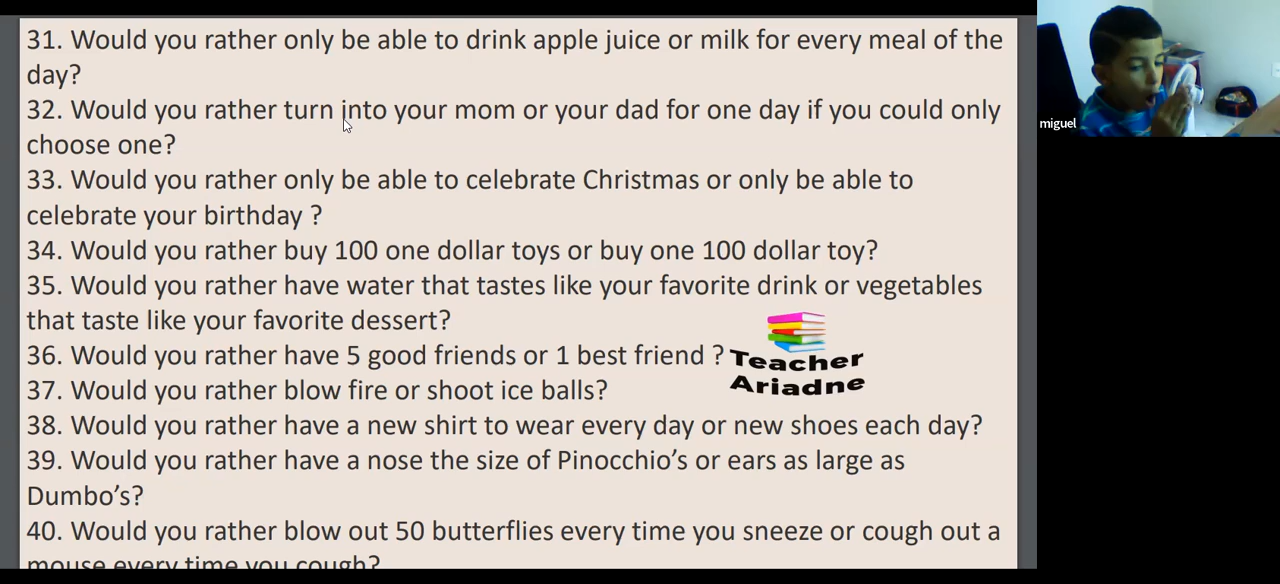 31. Would you rather only be able to drink apple juice or milk for every meal of the
day?
32. Would you rather turn into your mom or your dad for one day if you could only
choose one?
33. Would you rather only be able to celebrate Christmas or only be able to
celebrate your birthday ?
34. Would you rather buy 100 one dollar toys or buy one 100 dollar toy?
35. Would you rather have water that tastes like your favorite drink or vegetables
that taste like your favorite dessert?
36. Would you rather have 5 good friends or 1 best friend ?
37. Would you rather blow fire or shoot ice balls?
38. Would you rather have a new shirt to wear every day or new shoes each day?
39. Would you rather have a nose the size of Pinocchio's or ears as large as
Dumbo's?
40. Would you rather blow out 50 butterflies every time you sneeze or cough out a
mouse every time you cough?
Teacher
Ariadne
miguel